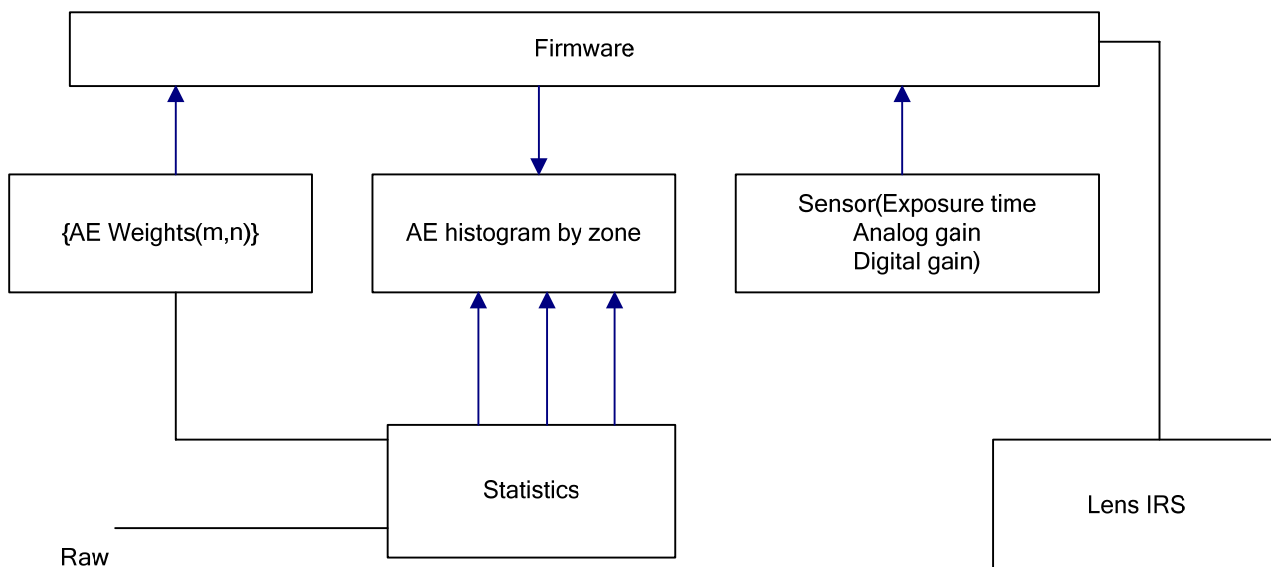 Firmware
{AE Weights(m,n)}
AE histogram by zone
Sensor(Exposure time
Analog gain
Digital gain)
Statistics
Lens IRS
Raw